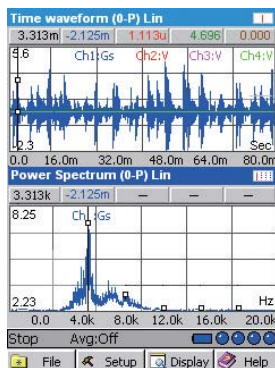 Time waveform (0-P) Lin
3.313m -2.125m 1.113u 4.696 0.000
5.6 Ch1:Gs Ch2:V Ch3:V Ch4:V
-2.3 Sec
0.0 16.0m 32.0m 48.0m 64.0m 80.0m
Power Spectrum (0-P) Lin
3.313k -2.125m – – –
8.25 Ch :Gs
2.23 Hz
0.0 4.0k 8.0k 12.0k 16.0k 20.0k
Stop Avg:Off
File Setup Display Help